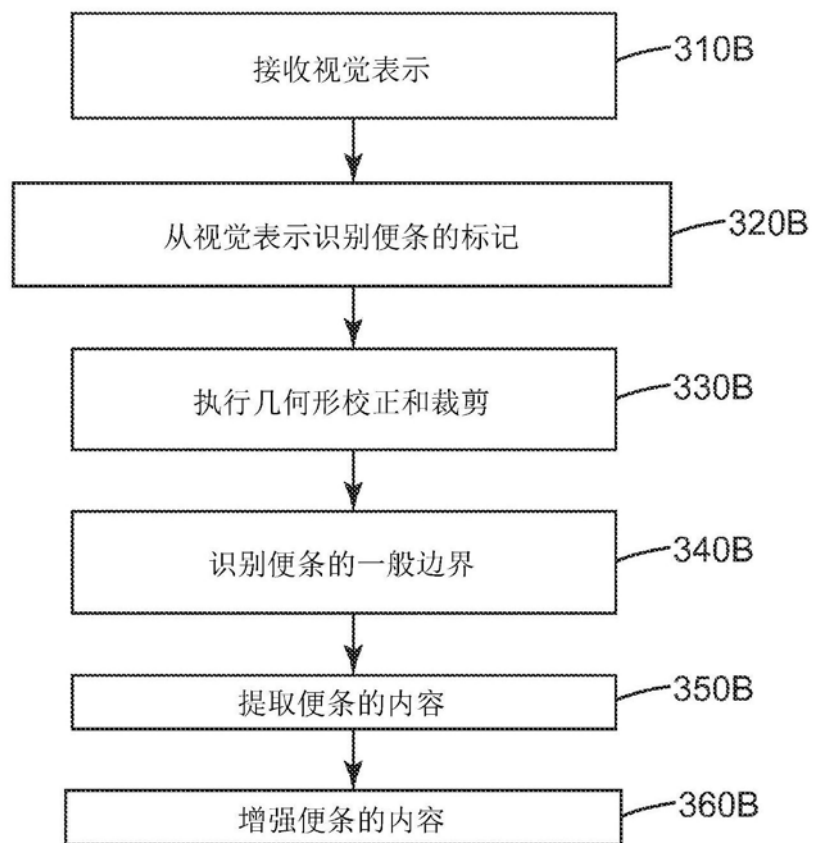 接收视觉表示
310B
从视觉表示识别便条的标记
320B
执行几何形校正和裁剪
330B
识别便条的一般边界
340B
提取便条的内容
350B
增强便条的内容
360B